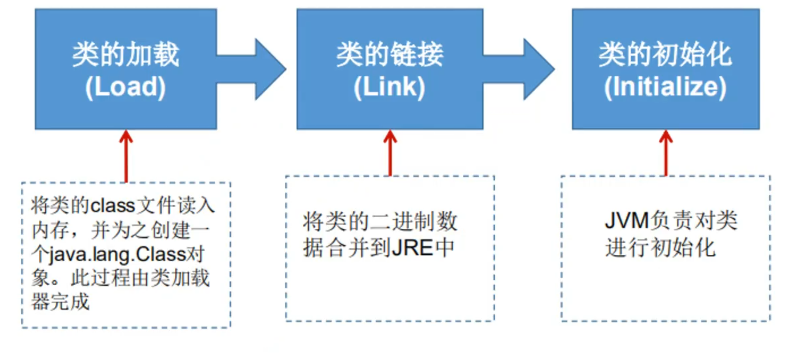 类的加载
(Load)
类的链接
(Link)
类的初始化
(Initialize)
将类的class文件读入
内存，并为之创建一
个java.lang.Class对
象。此过程由类加载
器完成
将类的二进制数
据合并到JRE中
JVM负责对类
进行初始化